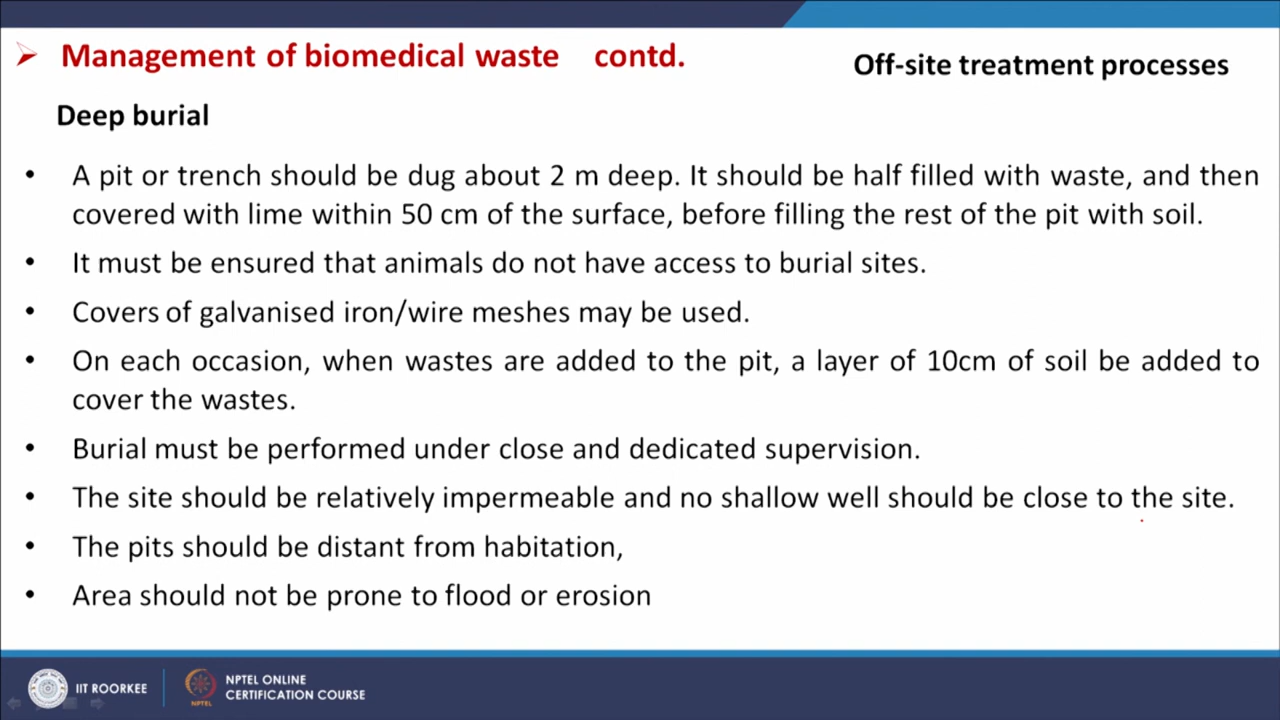 Management of biomedical waste contd.
Off-site treatment processes
Deep burial
• A pit or trench should be dug about 2 m deep. It should be half filled with waste, and then
covered with lime within 50 cm of the surface, before filling the rest of the pit with soil.
• It must be ensured that animals do not have access to burial sites.
• Covers of galvanised iron/wire meshes may be used.
• On each occasion, when wastes are added to the pit, a layer of 10cm of soil be added to
cover the wastes.
• Burial must be performed under close and dedicated supervision.
• The site should be relatively impermeable and no shallow well should be close to the site.
• The pits should be distant from habitation,
• Area should not be prone to flood or erosion
IIT ROORKEE
NPTEL
NPTEL ONLINE
CERTIFICATION COURSE